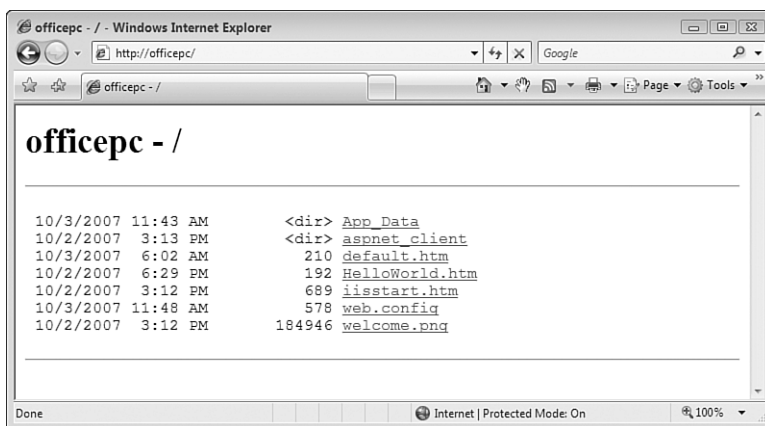 officepc - / - Windows Internet Explorer
http://officepc/
Google
officepc - /
Page Tools »
officepc - /
10/3/2007 11:43 AM <dir> App_Data
10/2/2007 3:13 PM <dir> aspnet_client
10/3/2007 6:02 AM 210 default.htm
10/2/2007 6:29 PM 192 HelloWorld.htm
10/2/2007 3:12 PM 689 iisstart.htm
10/3/2007 11:48 AM 578 web.config
10/2/2007 3:12 PM 184946 welcome.png
Done Internet | Protected Mode: On 100%